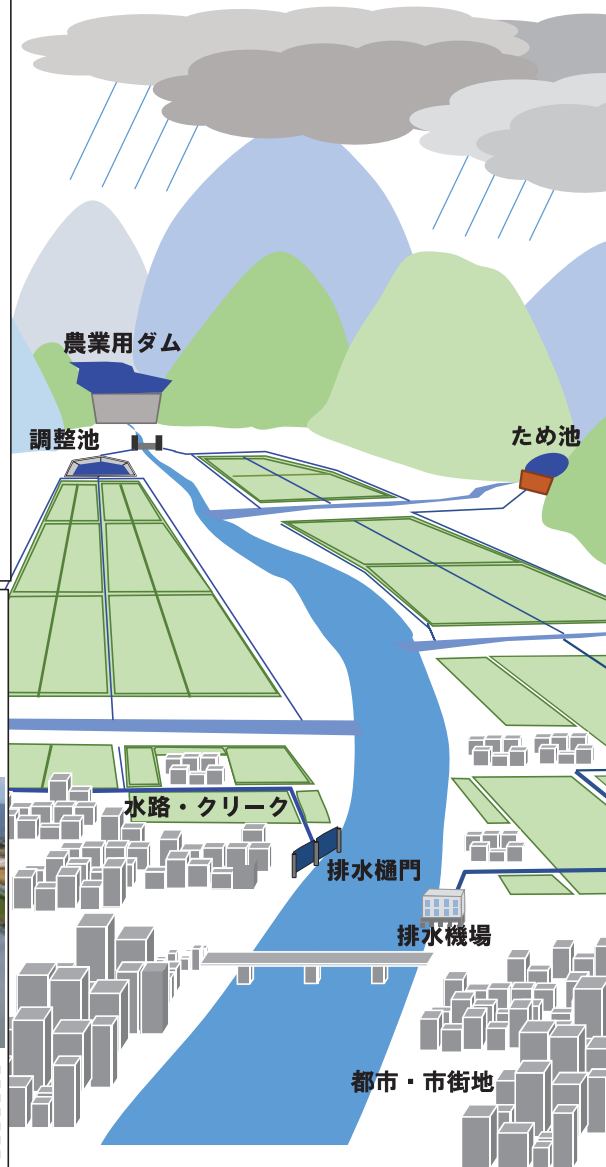 農業用ダム
調整池
ため池
水路・クリーク
排水樋門
排水機場
都市・市街地